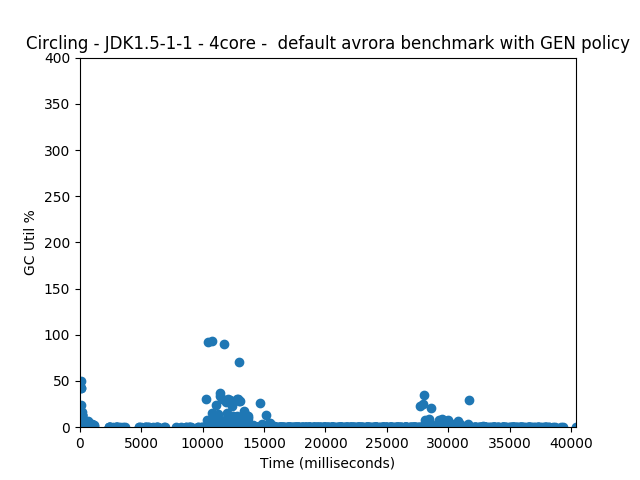 Circling - JDK1.5-1-1 - 4core -  default avrora benchmark with GEN policy
400
350
300
250
200
150
100
50
0
GC Util %
0 5000 10000 15000 20000 25000 30000 35000 40000
Time (milliseconds)